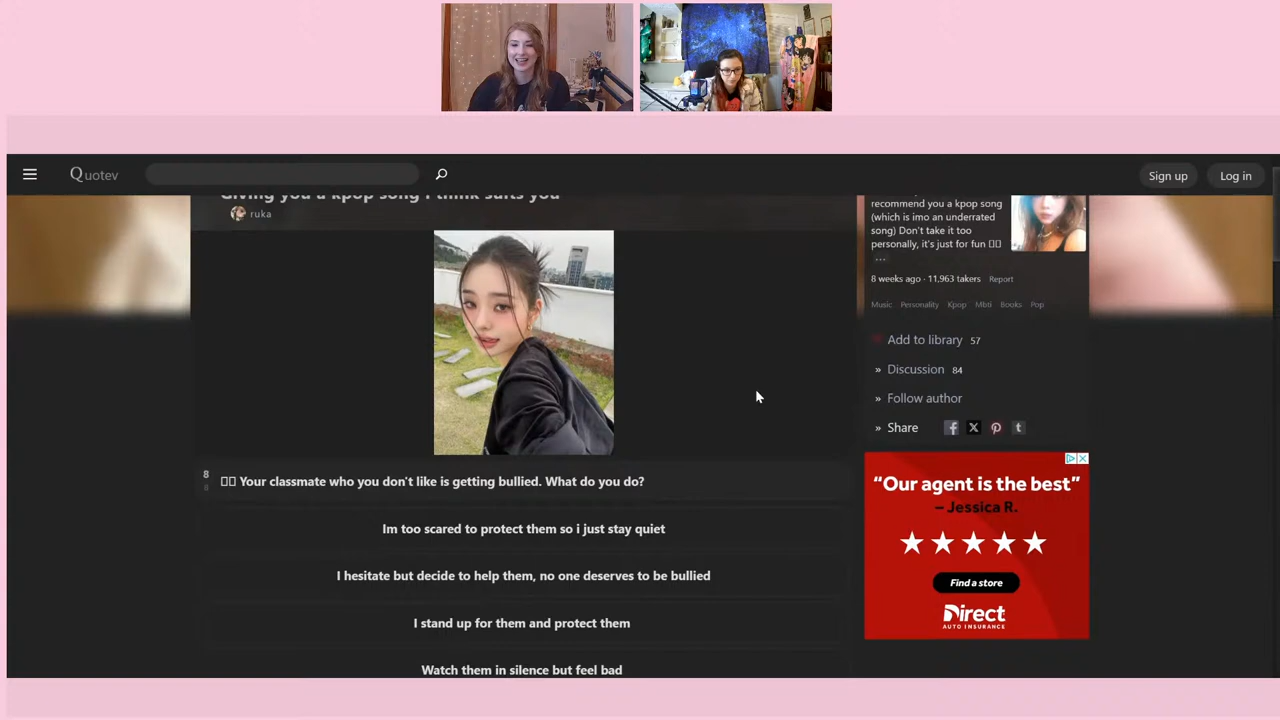 Quotev
Sign up
Log in
Giving you a kpop song i think suits you
ruka
recommend you a kpop song
(which is imo an underrated
song) Don't take it too
personally, it's just for fun
...
8 weeks ago · 11,963 takers Report
Music Personality Kpop Mbti Books Pop
Add to library 57
» Discussion 84
» Follow author
» Share
8
Your classmate who you don't like is getting bullied. What do you do?
Im too scared to protect them so i just stay quiet
I hesitate but decide to help them, no one deserves to be bullied
I stand up for them and protect them
Watch them in silence but feel bad
“Our agent is the best”
– Jessica R.
Find a store
Direct
AUTO INSURANCE